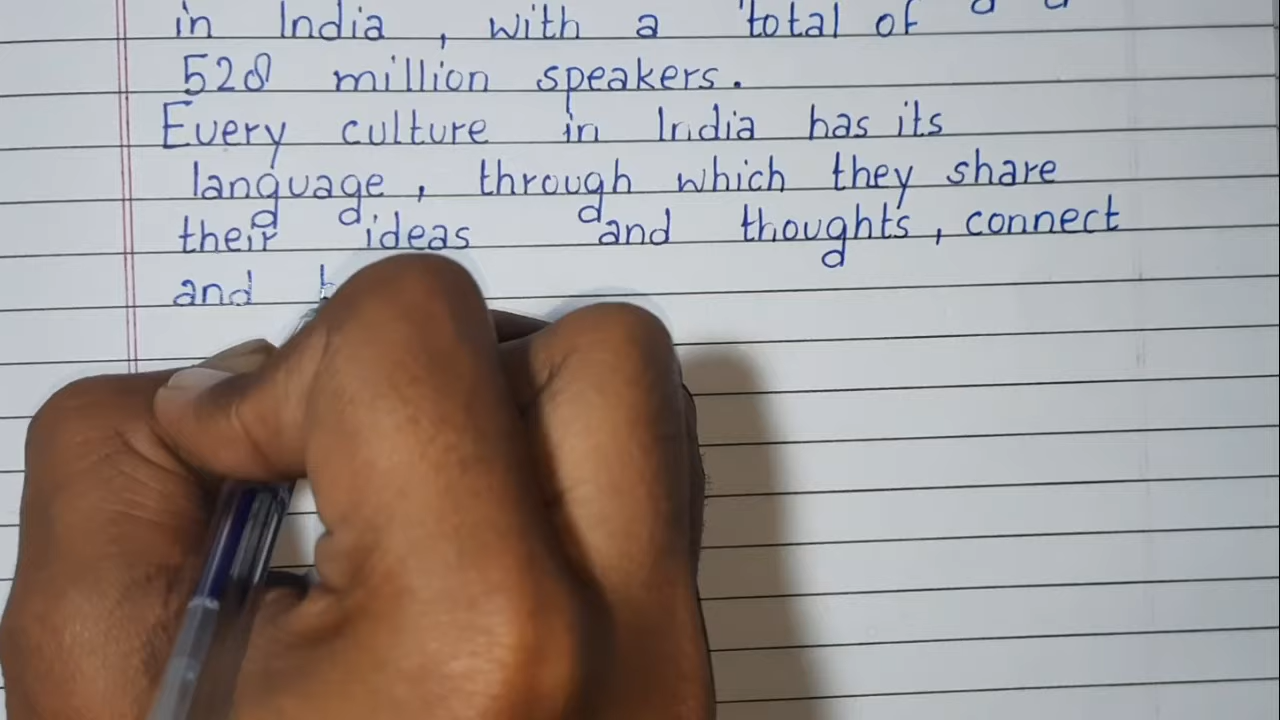 in India , with a total of
528 million speakers.
Every culture in India has its
language , through which they share
their ideas and thoughts , connect
and